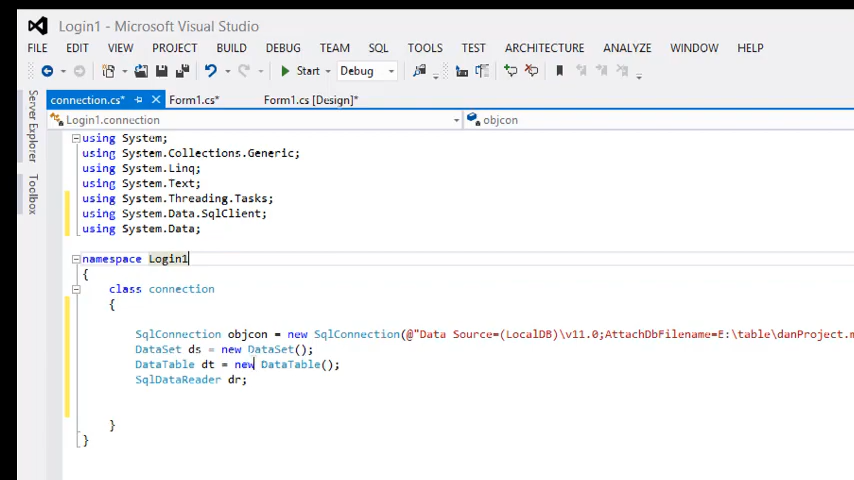 Login1 - Microsoft Visual Studio
FILE EDIT VIEW PROJECT BUILD DEBUG TEAM SQL TOOLS TEST ARCHITECTURE ANALYZE WINDOW HELP
Start Debug
connection.cs* Form1.cs* Form1.cs [Design]*
Login1.connection objcon
Server Explorer
Toolbox
using System;
using System.Collections.Generic;
using System.Linq;
using System.Text;
using System.Threading.Tasks;
using System.Data.SqlClient;
using System.Data;
namespace Login1
{
class connection
{
SqlConnection objcon = new SqlConnection(@"Data Source=(LocalDB)\v11.0;AttachDbFilename=E:\table\danProject.m
DataSet ds = new DataSet();
DataTable dt = new DataTable();
SqlDataReader dr;
}
}